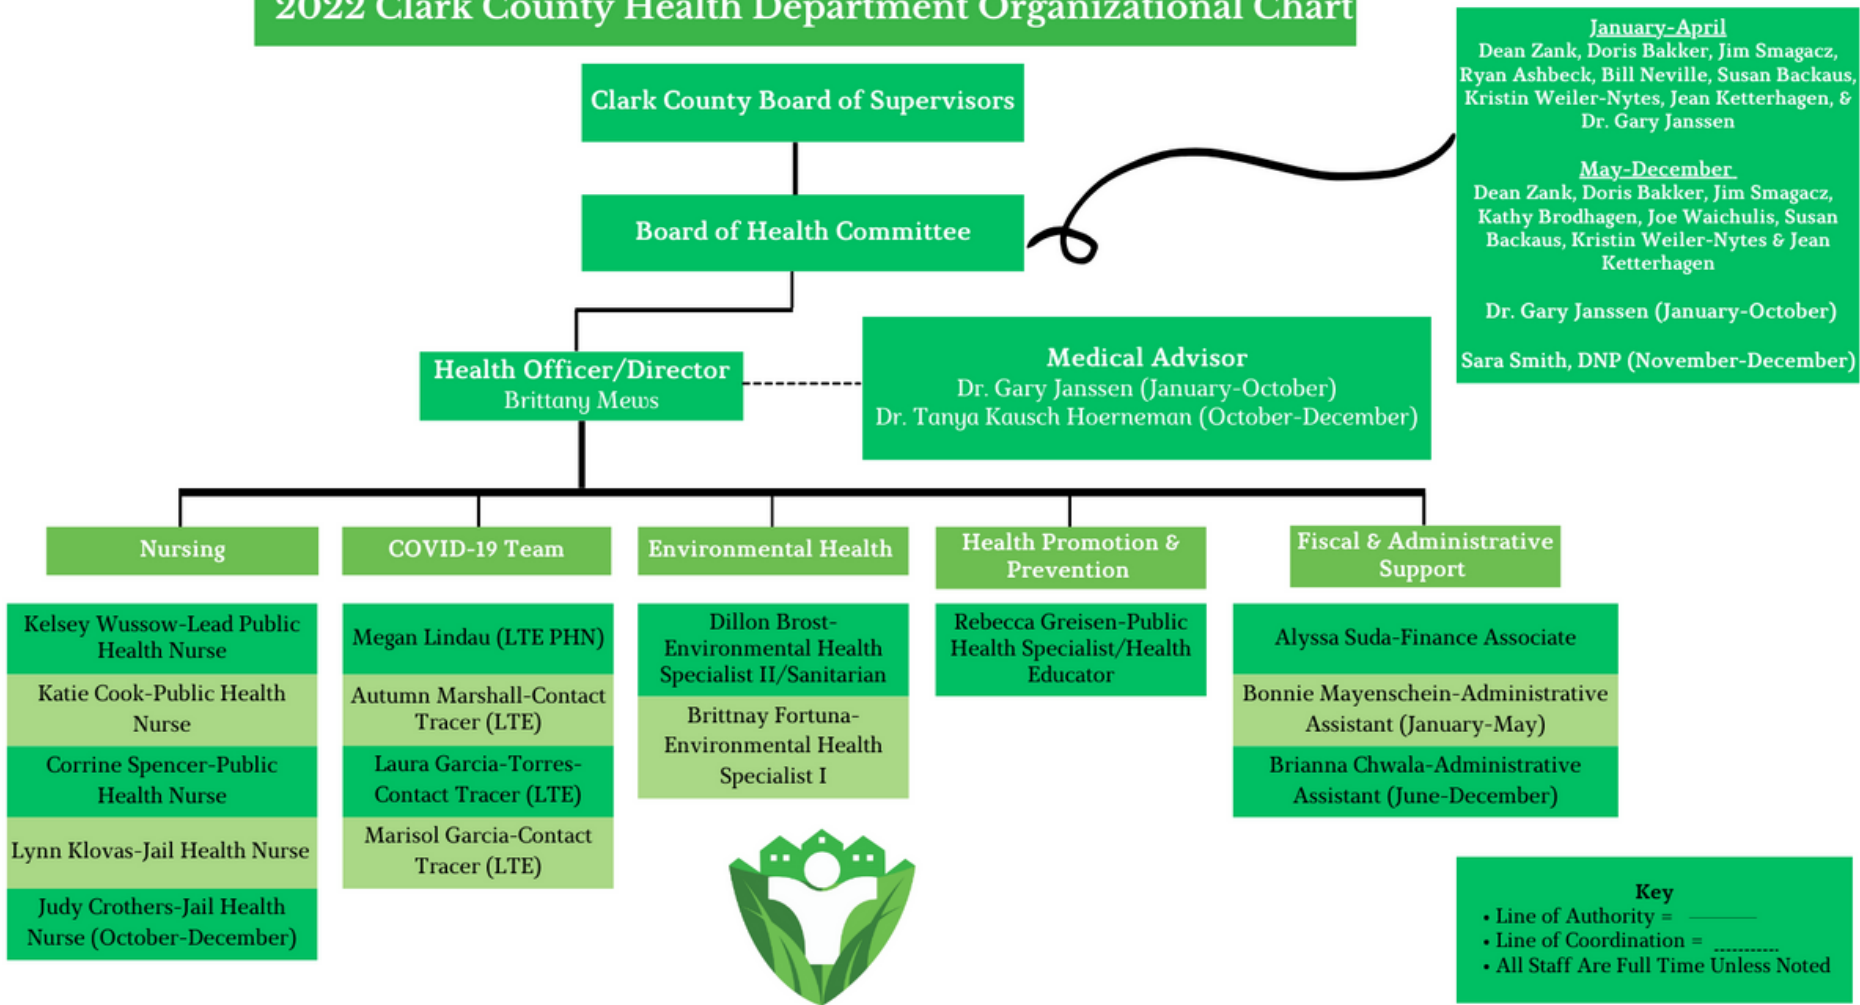 2022 Clark County Health Department Organizational Chart
Clark County Board of Supervisors
Board of Health Committee
January-April
Dean Zank, Doris Bakker, Jim Smagacz,
Ryan Ashbeck, Bill Neville, Susan Backaus,
Kristin Weiler-Nytes, Jean Ketterhagen, &
Dr. Gary Janssen
May-December
Dean Zank, Doris Bakker, Jim Smagacz,
Kathy Brodhagen, Joe Waichulis, Susan
Backaus, Kristin Weiler-Nytes & Jean
Ketterhagen
Dr. Gary Janssen (January-October)
Sara Smith, DNP (November-December)
Health Officer/Director
Brittany Mews
Medical Advisor
Dr. Gary Janssen (January-October)
Dr. Tanya Kausch Hoerneman (October-December)
Nursing
Kelsey Wussow-Lead Public
Health Nurse
Katie Cook-Public Health
Nurse
Corrine Spencer-Public
Health Nurse
Lynn Klovas-Jail Health Nurse
Judy Crothers-Jail Health
Nurse (October-December)
COVID-19 Team
Megan Lindau (LTE PHN)
Autumn Marshall-Contact
Tracer (LTE)
Laura Garcia-Torres-
Contact Tracer (LTE)
Marisol Garcia-Contact
Tracer (LTE)
Environmental Health
Dillon Brost-
Environmental Health
Specialist II/Sanitarian
Brittnay Fortuna-
Environmental Health
Specialist I
Health Promotion &
Prevention
Rebecca Greisen-Public
Health Specialist/Health
Educator
Fiscal & Administrative
Support
Alyssa Suda-Finance Associate
Bonnie Mayenschein-Administrative
Assistant (January-May)
Brianna Chwala-Administrative
Assistant (June-December)
Key
• Line of Authority =
• Line of Coordination =
• All Staff Are Full Time Unless Noted